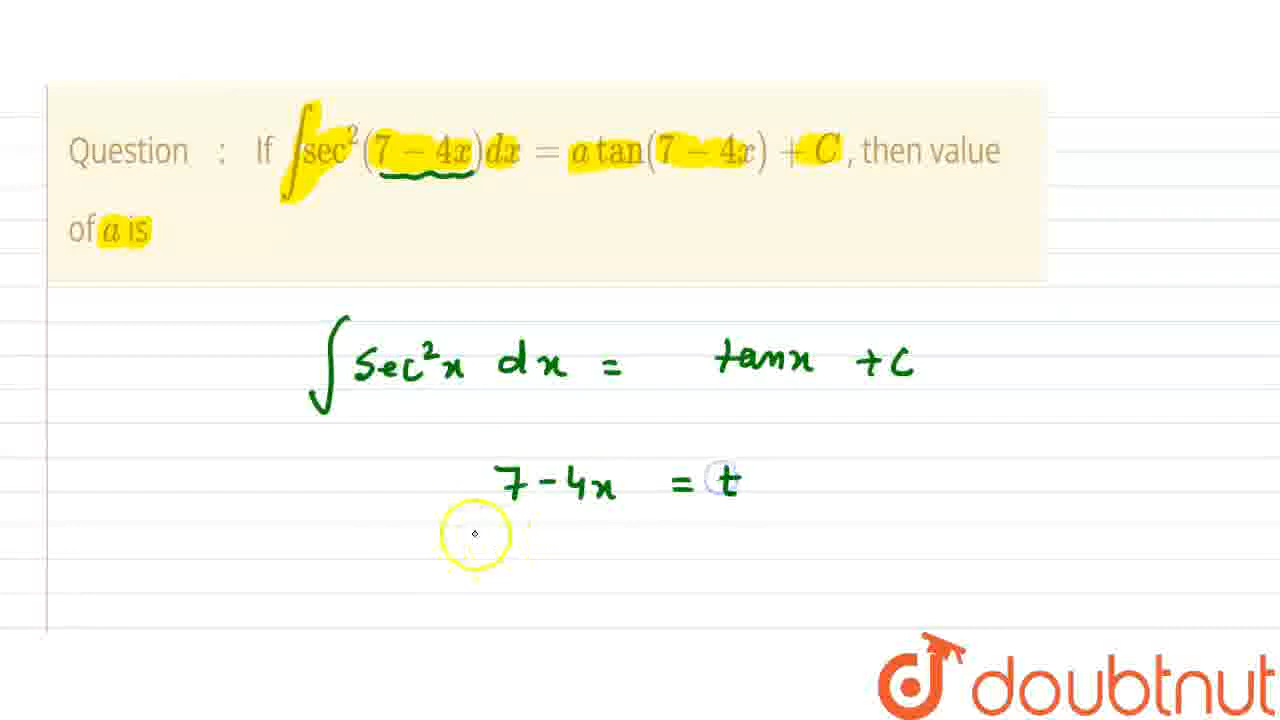 Question : If ∫sec²(7 − 4x)dx = a tan(7 − 4x) + C, then value
of a is
∫ Sec²x dx = tanx + c
7 - 4x = t
doubtnut